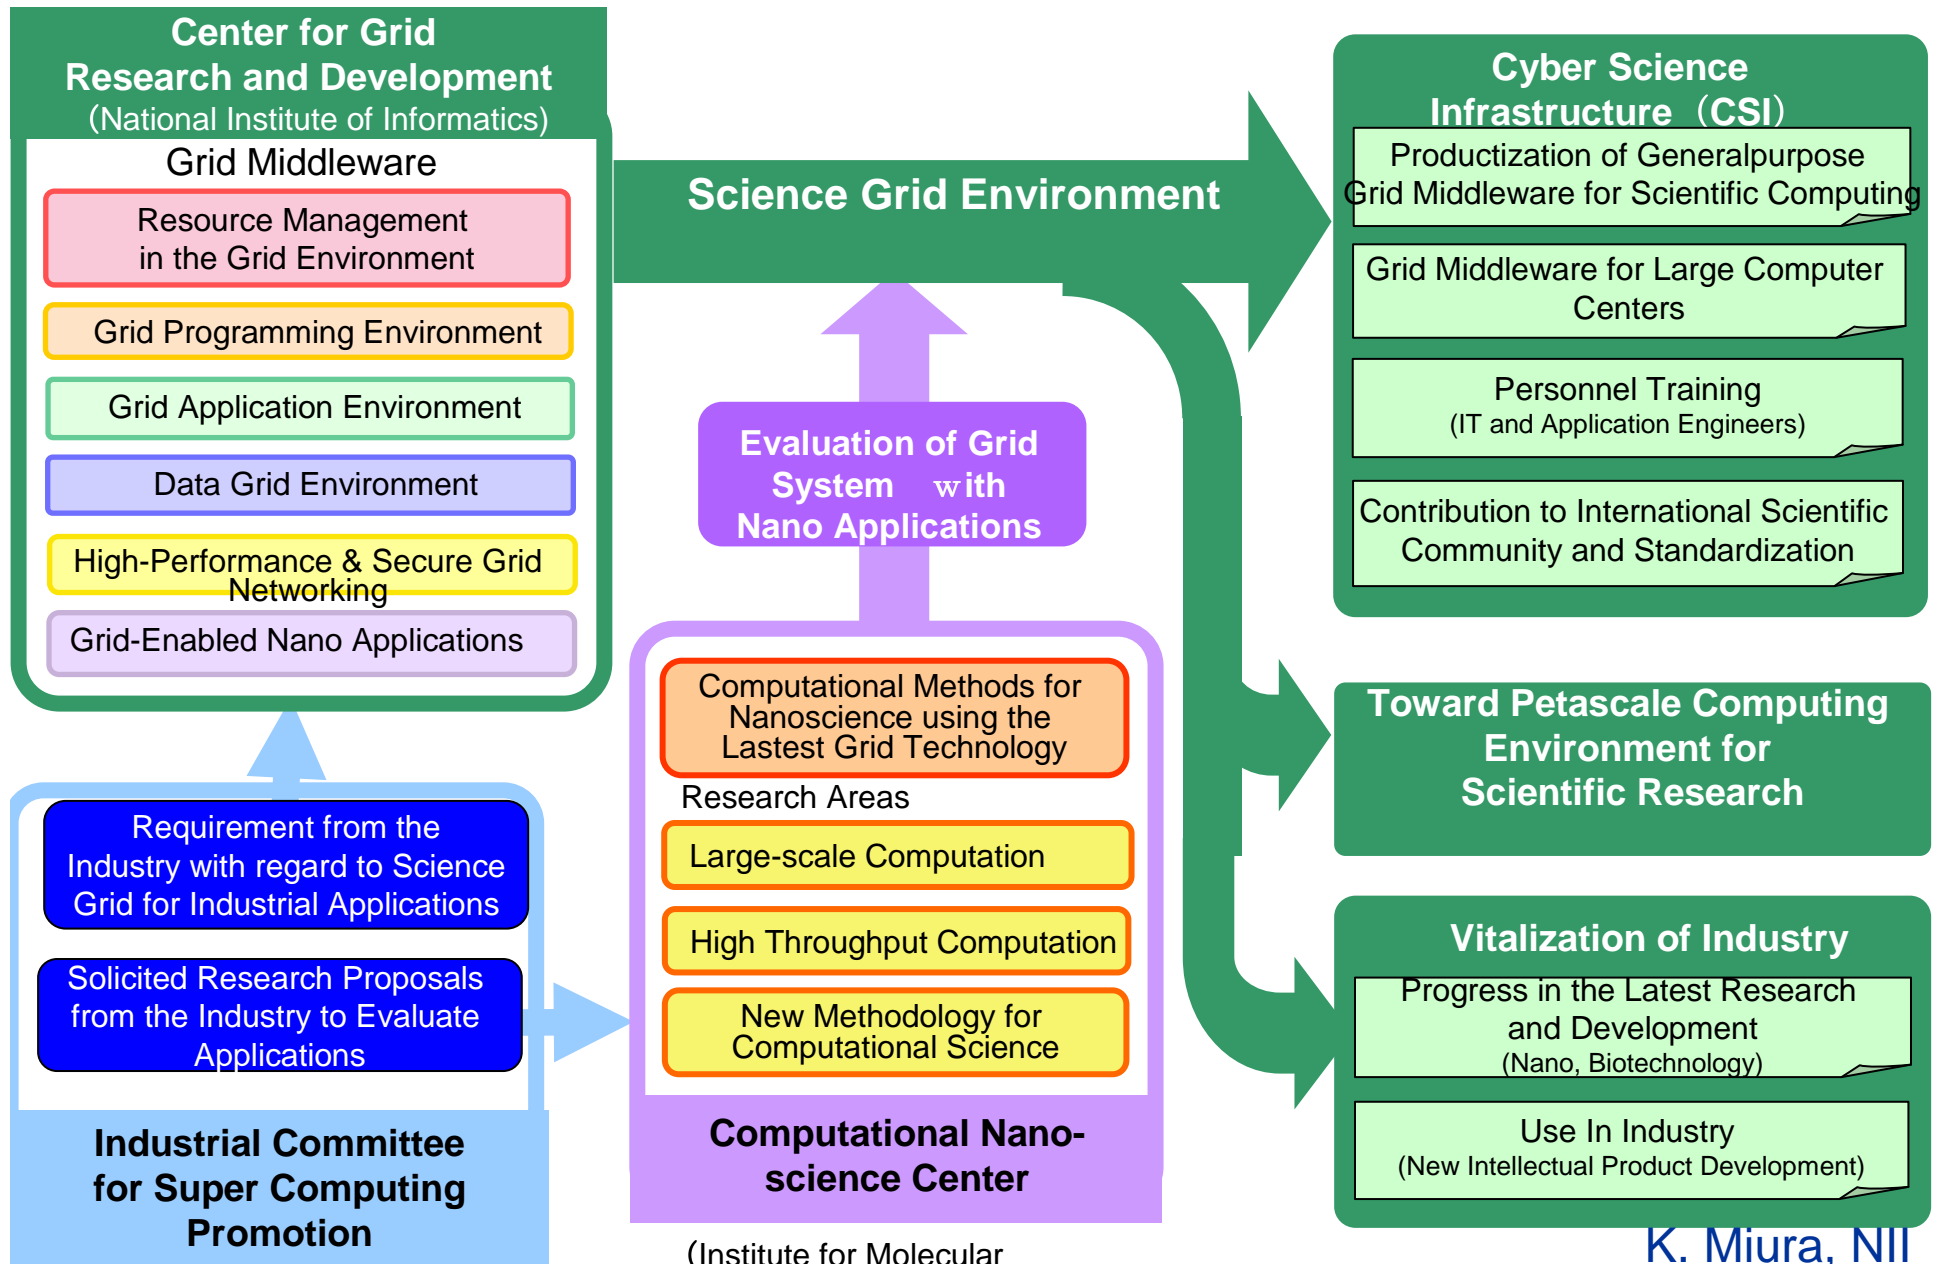 Center for Grid
Research and Development
(National Institute of Informatics)
Grid Middleware
Resource Management
in the Grid Environment
Grid Programming Environment
Grid Application Environment
Data Grid Environment
High-Performance & Secure Grid
Networking
Grid-Enabled Nano Applications
Requirement from the
Industry with regard to Science
Grid for Industrial Applications
Solicited Research Proposals
from the Industry to Evaluate
Applications
Industrial Committee
for Super Computing
Promotion
Science Grid Environment
Evaluation of Grid
System with
Nano Applications
Computational Methods for
Nanoscience using the
Lastest Grid Technology
Research Areas
Large-scale Computation
High Throughput Computation
New Methodology for
Computational Science
Computational Nano-
science Center
(Institute for Molecular
Cyber Science
Infrastructure (CSI)
Productization of Generalpurpose
Grid Middleware for Scientific Computing
Grid Middleware for Large Computer
Centers
Personnel Training
(IT and Application Engineers)
Contribution to International Scientific
Community and Standardization
Toward Petascale Computing
Environment for
Scientific Research
Vitalization of Industry
Progress in the Latest Research
and Development
(Nano, Biotechnology)
Use In Industry
(New Intellectual Product Development)
K. Miura, NII